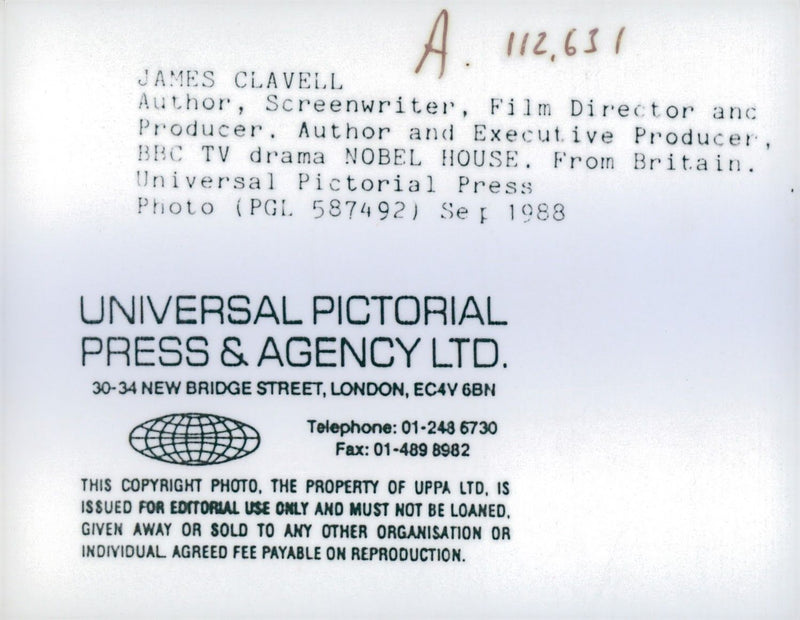 A. 112,631
JAMES CLAVELL
Author, Screenwriter, Film Director and
Producer. Author and Executive Producer,
BBC TV drama NOBEL HOUSE. From Britain.
Universal Pictorial Press
Photo (PGL 587492) Sep 1988
UNIVERSAL PICTORIAL
PRESS & AGENCY LTD.
30-34 NEW BRIDGE STREET, LONDON, EC4V 6BN
Telephone: 01-248 6730
Fax: 01-489 8982
THIS COPYRIGHT PHOTO, THE PROPERTY OF UPPA LTD, IS
ISSUED FOR EDITORIAL USE ONLY AND MUST NOT BE LOANED,
GIVEN AWAY OR SOLD TO ANY OTHER ORGANISATION OR
INDIVIDUAL. AGREED FEE PAYABLE ON REPRODUCTION.